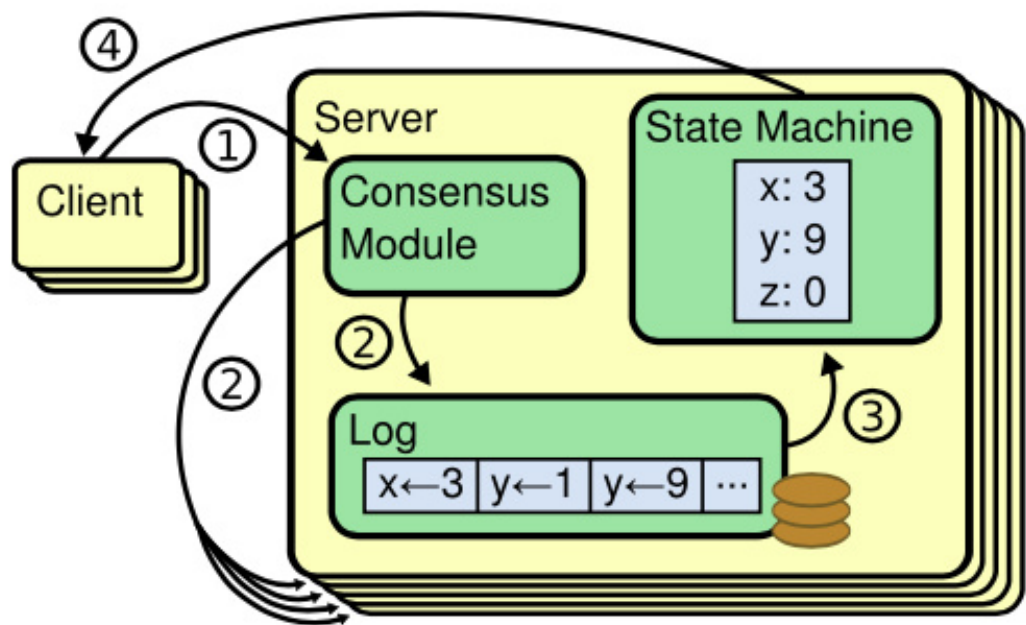 ④
①
Server
State Machine
Client
Consensus
Module
x: 3
y: 9
z: 0
②
②
③
Log
x←3 y←1 y←9 ...